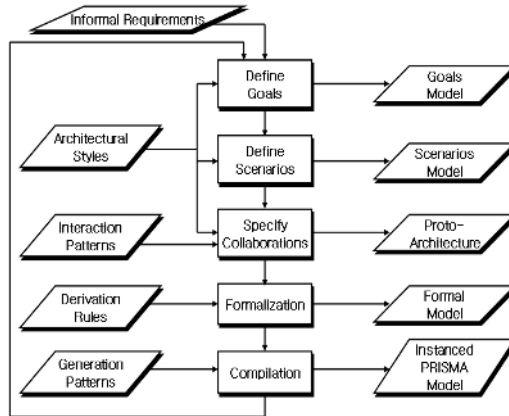 Informal Requirements
Define
Goals
Goals
Model
Architectural
Styles
Define
Scenarios
Scenarios
Model
Interaction
Patterns
Specify
Collaborations
Proto-
Architecture
Derivation
Rules
Formalization
Formal
Model
Generation
Patterns
Compilation
Instanced
PRISMA
Model